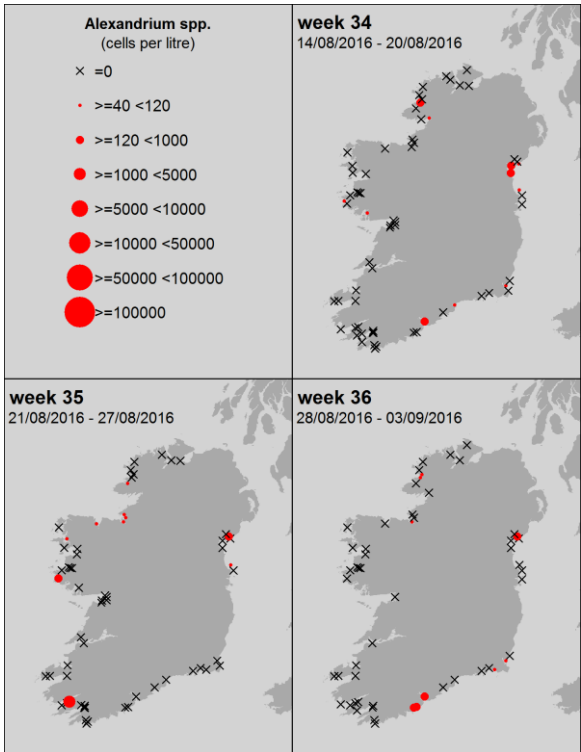 Alexandrium spp.
(cells per litre)
=0
>=40 <120
>=120 <1000
>=1000 <5000
>=5000 <10000
>=10000 <50000
>=50000 <100000
>=100000
week 34
14/08/2016 - 20/08/2016
week 35
21/08/2016 - 27/08/2016
week 36
28/08/2016 - 03/09/2016